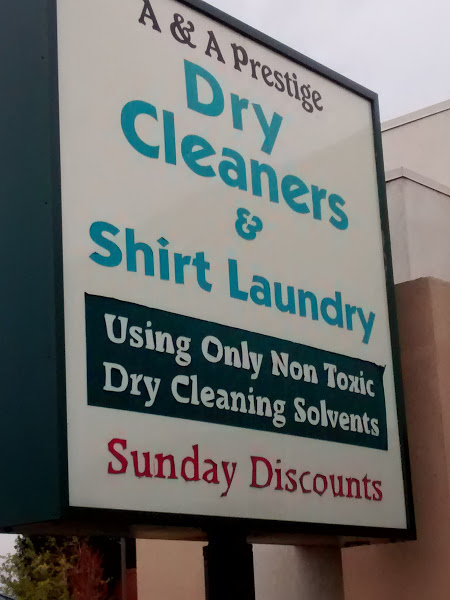 A & A Prestige
Dry
Cleaners
&
Shirt Laundry
Using Only Non Toxic
Dry Cleaning Solvents
Sunday Discounts